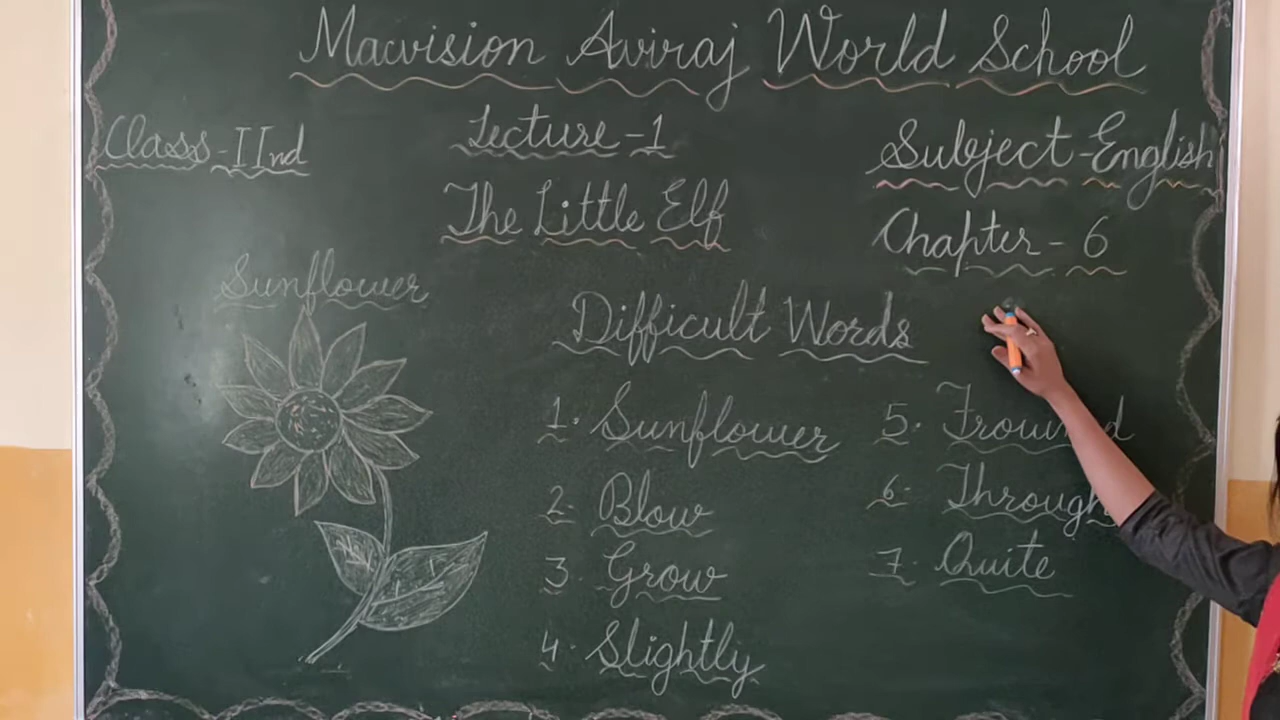 Macvision Aviraj World School
Class-IInd
Lecture-1
Subject-English
The Little Elf
Chapter-6
Sunflower
Difficult Words
1. Sunflower
2. Blow
3. Grow
4. Slightly
5.
6. Through
7. Quite